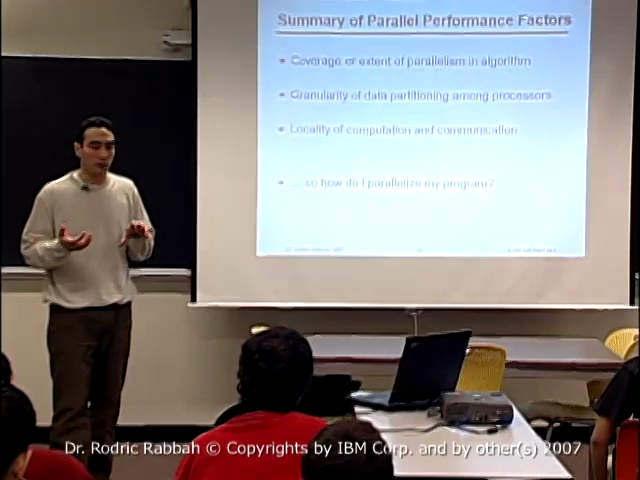 Summary of Parallel Performance Factors
Coverage or extent of parallelism in algorithm
Granularity of data partitioning among processors
Locality of computation and communication
... so how do I parallelize my program?
Dr. Rodric Rabbah © Copyrights by IBM Corp. and by other(s) 2007